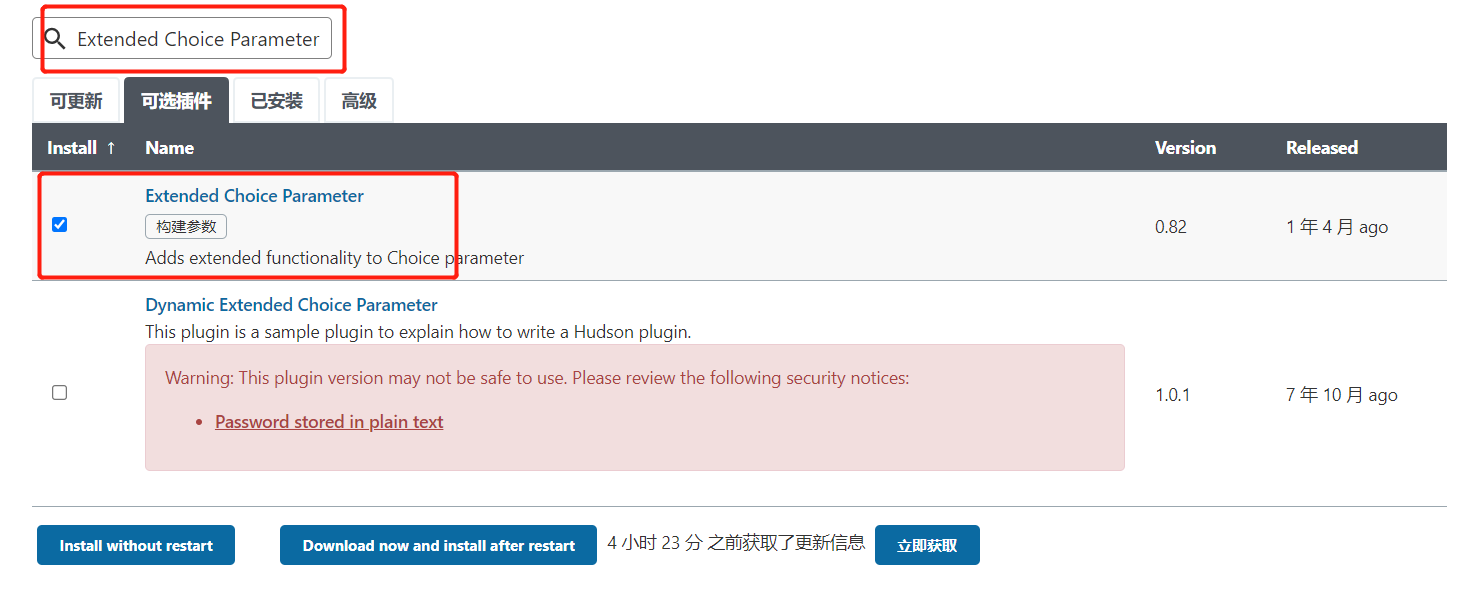 Extended Choice Parameter
可更新 可选插件 已安装 高级
Install ↑ Name Version Released
Extended Choice Parameter
构建参数
Adds extended functionality to Choice parameter
0.82 1 年 4 月 ago
Dynamic Extended Choice Parameter
This plugin is a sample plugin to explain how to write a Hudson plugin.
Warning: This plugin version may not be safe to use. Please review the following security notices:
• Password stored in plain text
1.0.1 7 年 10 月 ago
Install without restart Download now and install after restart 4 小时 23 分 之前获取了更新信息 立即获取